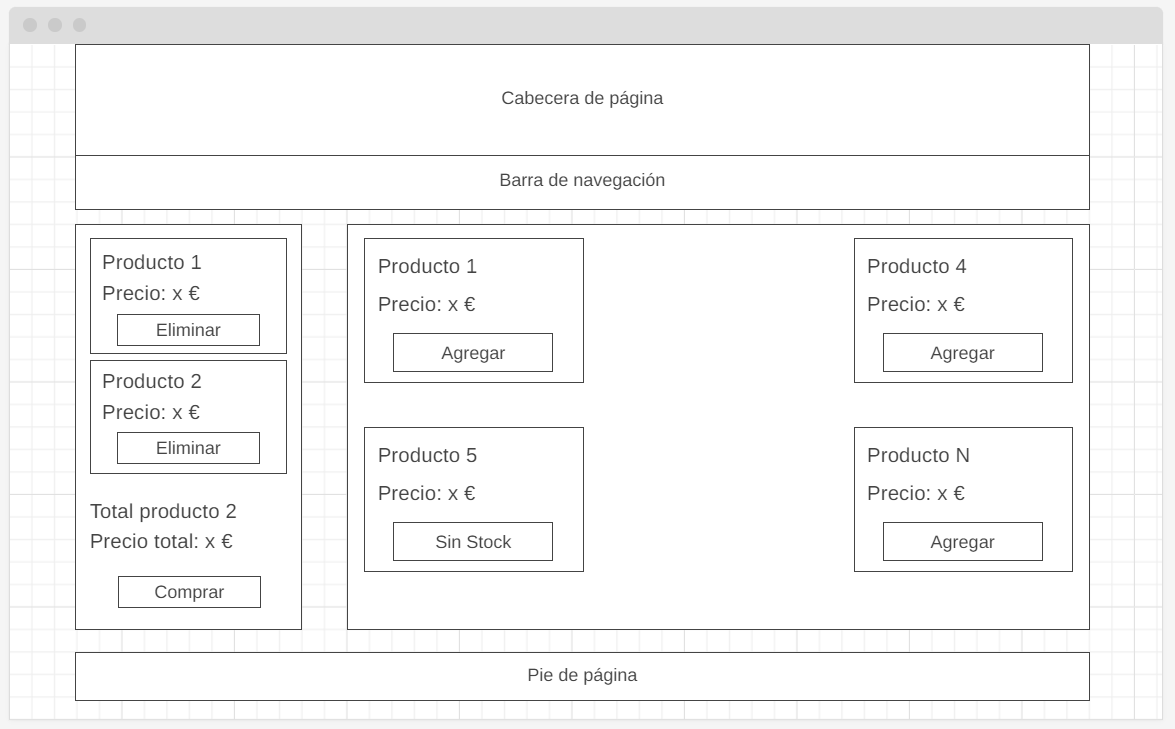 Cabecera de página
Barra de navegación
Producto 1
Precio: x €
Eliminar
Producto 2
Precio: x €
Eliminar
Total producto 2
Precio total: x €
Comprar
Producto 1
Precio: x €
Agregar
Producto 4
Precio: x €
Agregar
Producto 5
Precio: x €
Sin Stock
Producto N
Precio: x €
Agregar
Pie de página